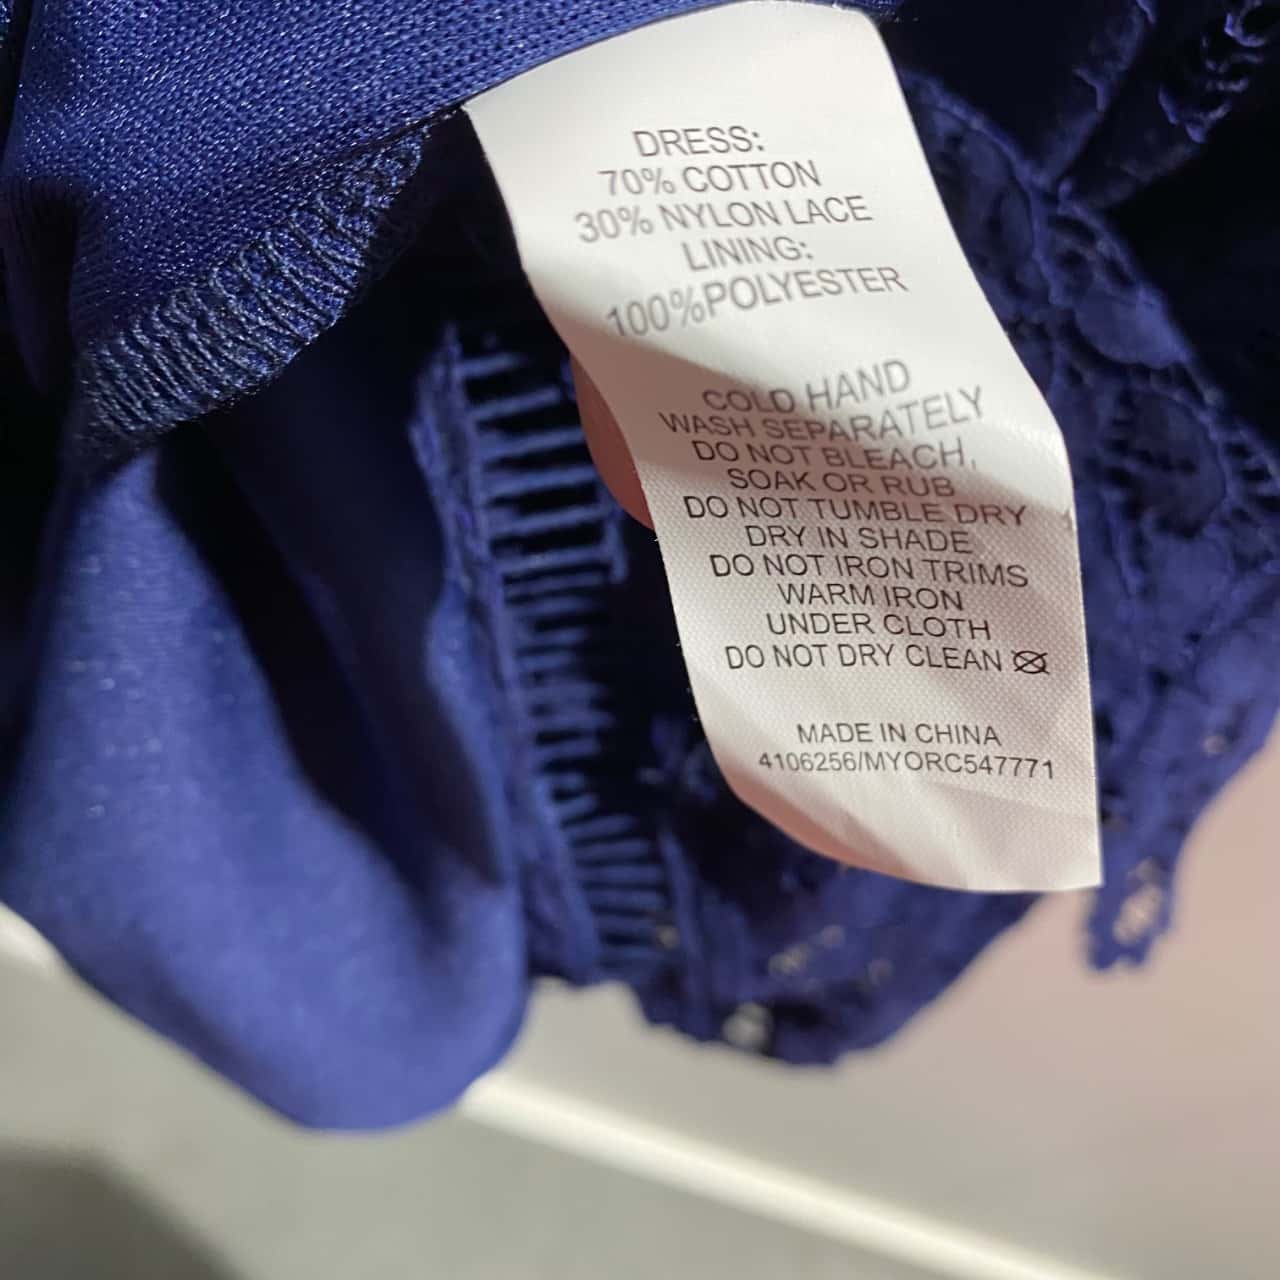 DRESS:
70% COTTON
30% NYLON LACE
LINING:
100%POLYESTER
COLD HAND
WASH SEPARATELY
DO NOT BLEACH,
SOAK OR RUB
DO NOT TUMBLE DRY
DRY IN SHADE
DO NOT IRON TRIMS
WARM IRON
UNDER CLOTH
DO NOT DRY CLEAN
MADE IN CHINA
4106256/MYORC547771